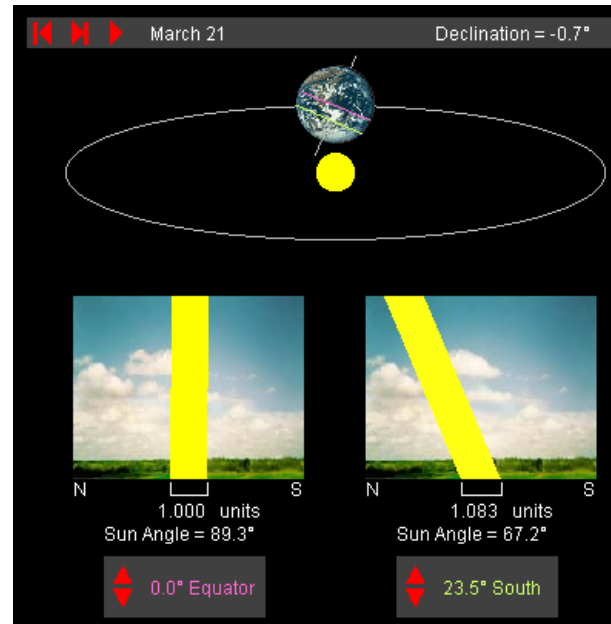 March 21 Declination = -0.7°
N S N S
1.000 units 1.083 units
Sun Angle = 89.3° Sun Angle = 67.2°
0.0° Equator 23.5° South